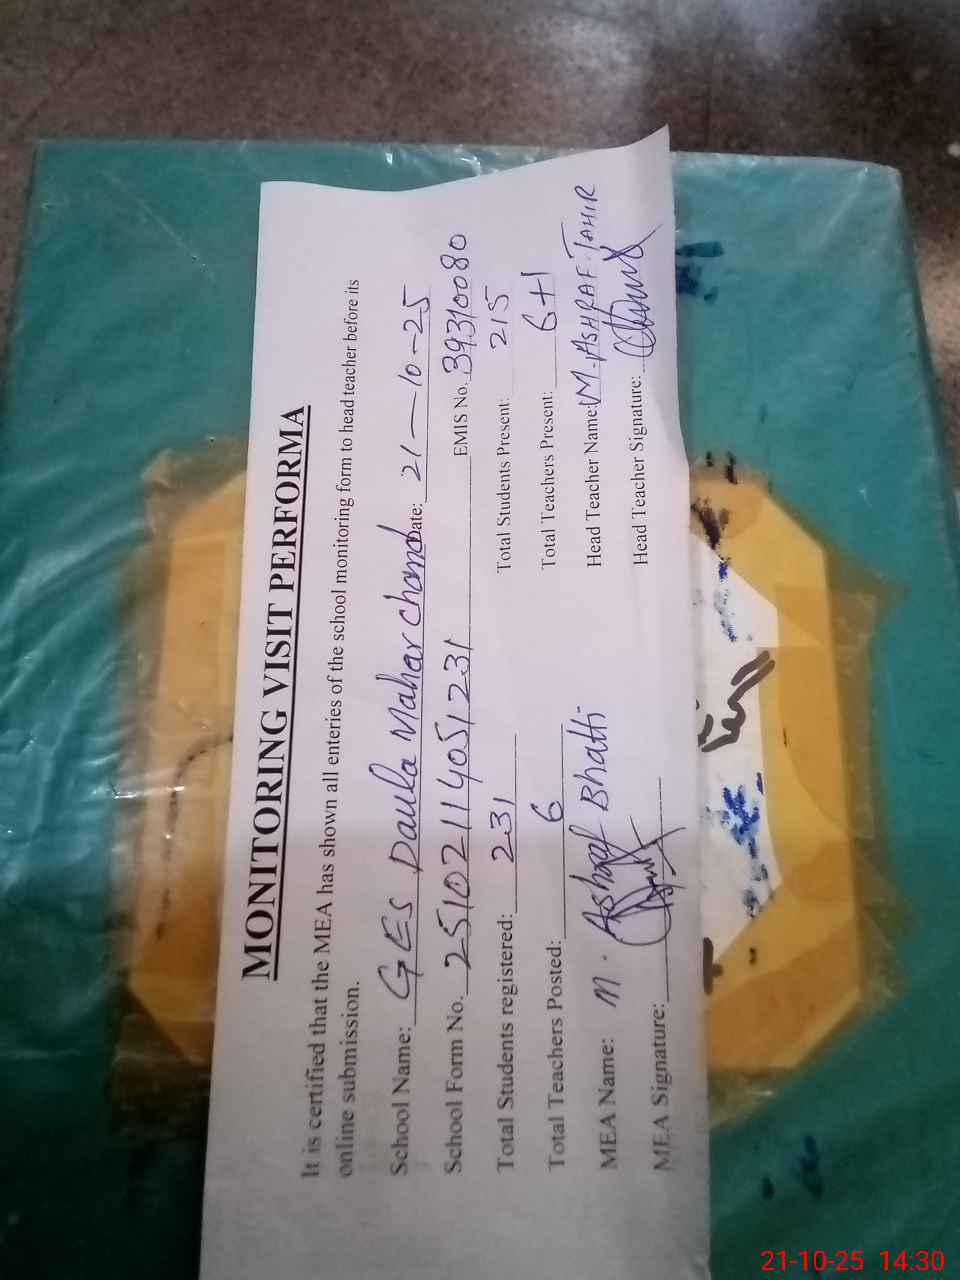 MONITORING VISIT PERFORMA
It is certified that the MEA has shown all enteries of the school monitoring form to head teacher before its
online submission.
School Name: GES Daula Mahar chand Date: 21-10-25
School Form No. 25102114051231 EMIS No. 39310080
Total Students registered: 231 Total Students Present: 215
Total Teachers Posted: 6 Total Teachers Present: 6+1
MEA Name: M. Ashraf Bhatti Head Teacher Name: M. ASHRAF. TAHIR
MEA Signature: Head Teacher Signature:
21-10-25 14:30